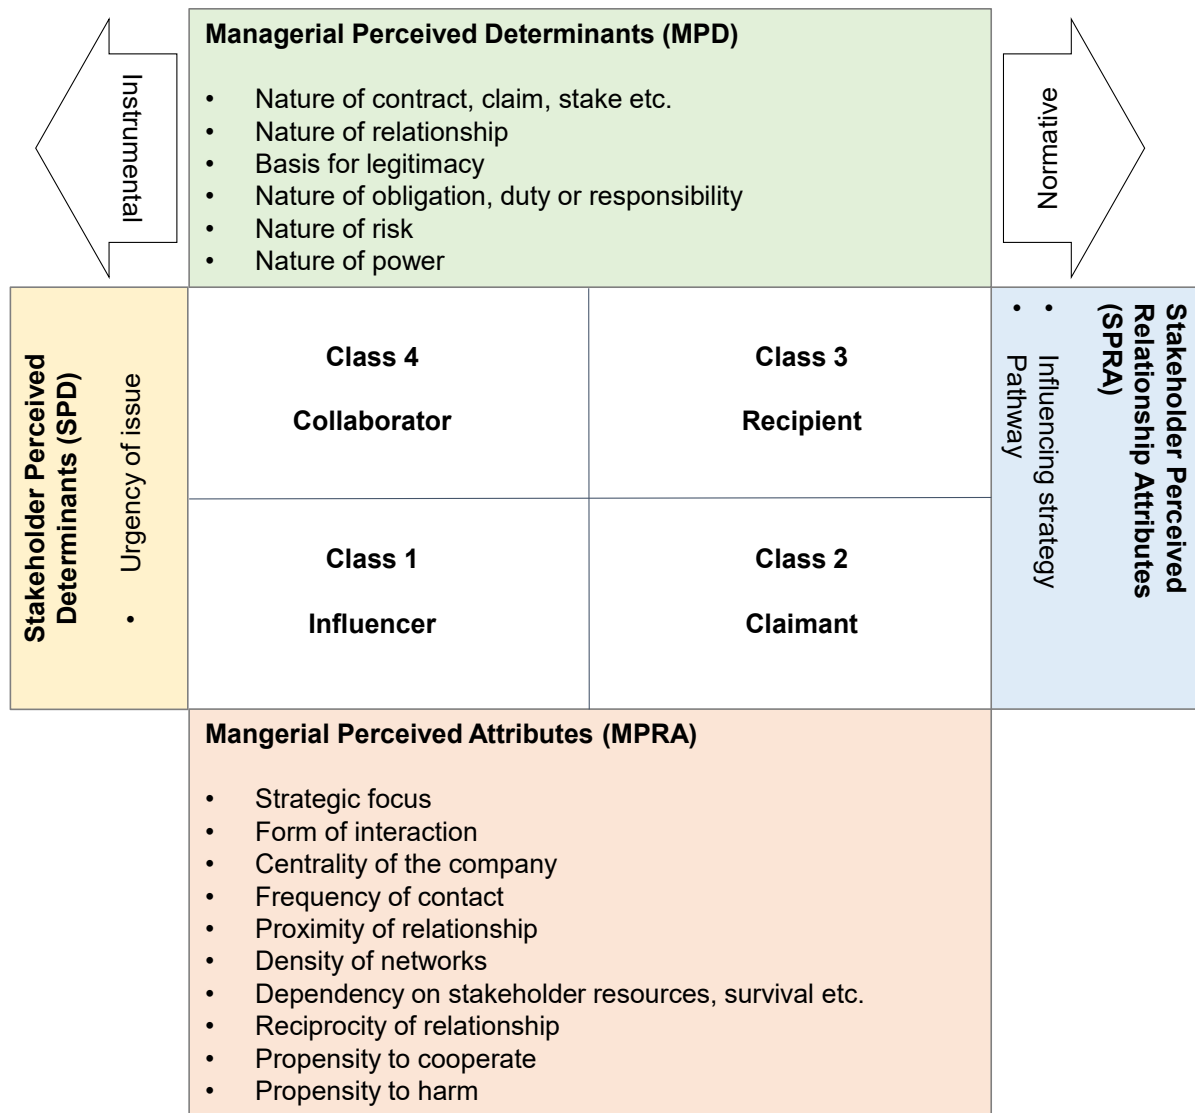 Managerial Perceived Determinants (MPD)
• Nature of contract, claim, stake etc.
• Nature of relationship
• Basis for legitimacy
• Nature of obligation, duty or responsibility
• Nature of risk
• Nature of power
Instrumental
Normative
Stakeholder Perceived
Determinants (SPD)
• Urgency of issue
Class 4
Collaborator
Class 3
Recipient
Class 1
Influencer
Class 2
Claimant
Stakeholder Perceived
Relationship Attributes
(SPRA)
• Influencing strategy
• Pathway
Mangerial Perceived Attributes (MPRA)
• Strategic focus
• Form of interaction
• Centrality of the company
• Frequency of contact
• Proximity of relationship
• Density of networks
• Dependency on stakeholder resources, survival etc.
• Reciprocity of relationship
• Propensity to cooperate
• Propensity to harm